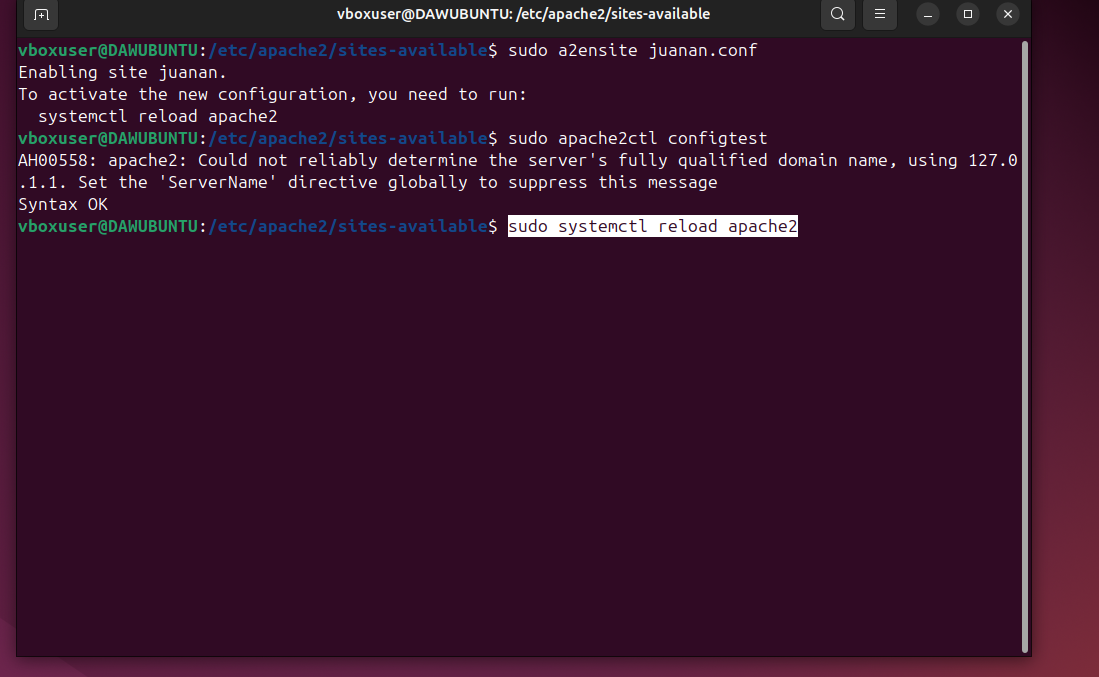 vboxuser@DAWUBUNTU: /etc/apache2/sites-available
vboxuser@DAWUBUNTU:/etc/apache2/sites-available$ sudo a2ensite juanan.conf
Enabling site juanan.
To activate the new configuration, you need to run:
  systemctl reload apache2
vboxuser@DAWUBUNTU:/etc/apache2/sites-available$ sudo apache2ctl configtest
AH00558: apache2: Could not reliably determine the server's fully qualified domain name, using 127.0
.1.1. Set the 'ServerName' directive globally to suppress this message
Syntax OK
vboxuser@DAWUBUNTU:/etc/apache2/sites-available$ sudo systemctl reload apache2